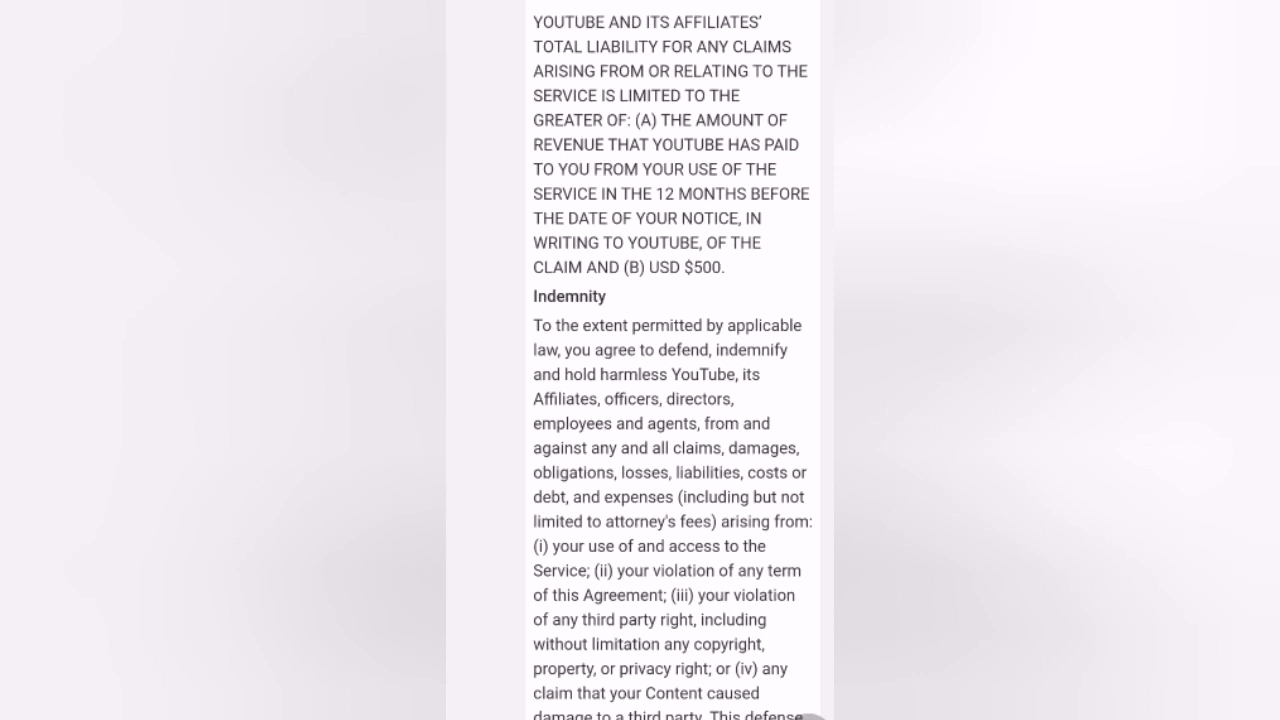 YOUTUBE AND ITS AFFILIATES’
TOTAL LIABILITY FOR ANY CLAIMS
ARISING FROM OR RELATING TO THE
SERVICE IS LIMITED TO THE
GREATER OF: (A) THE AMOUNT OF
REVENUE THAT YOUTUBE HAS PAID
TO YOU FROM YOUR USE OF THE
SERVICE IN THE 12 MONTHS BEFORE
THE DATE OF YOUR NOTICE, IN
WRITING TO YOUTUBE, OF THE
CLAIM AND (B) USD $500.
Indemnity
To the extent permitted by applicable
law, you agree to defend, indemnify
and hold harmless YouTube, its
Affiliates, officers, directors,
employees and agents, from and
against any and all claims, damages,
obligations, losses, liabilities, costs or
debt, and expenses (including but not
limited to attorney's fees) arising from:
(i) your use of and access to the
Service; (ii) your violation of any term
of this Agreement; (iii) your violation
of any third party right, including
without limitation any copyright,
property, or privacy right; or (iv) any
claim that your Content caused
damage to a third party. This defense